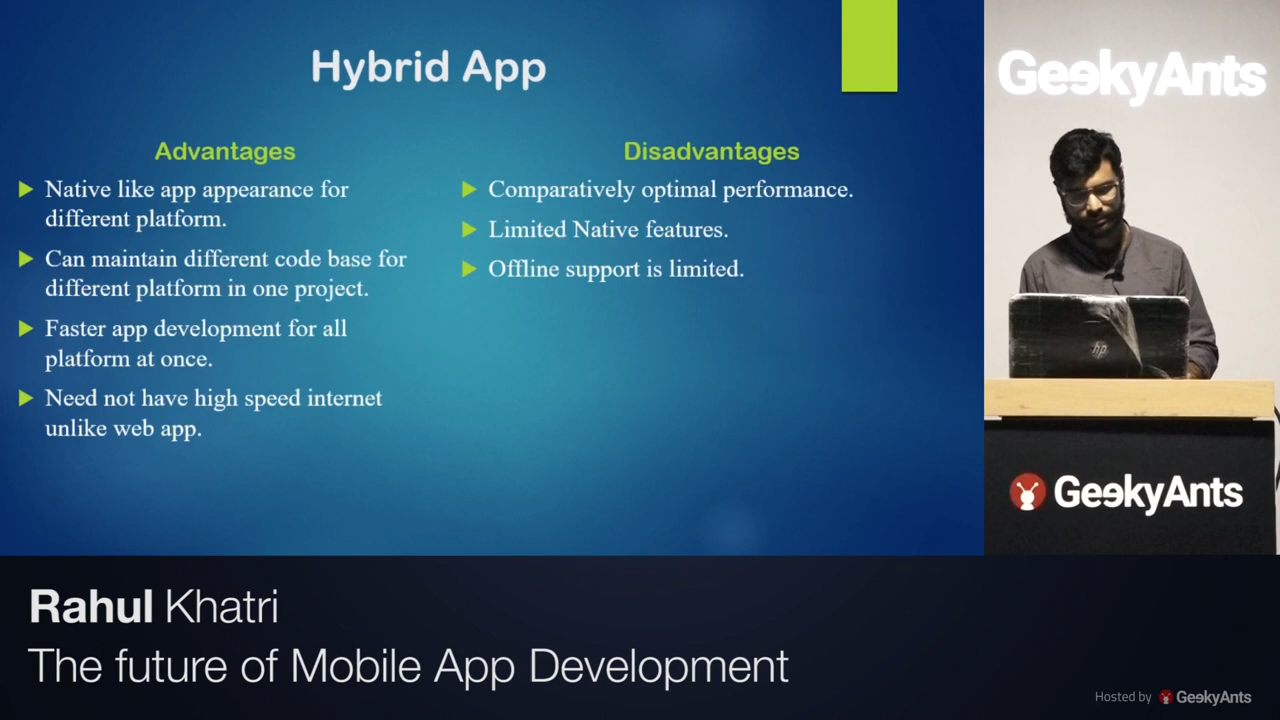 Hybrid App
Advantages
Native like app appearance for
different platform.
Can maintain different code base for
different platform in one project.
Faster app development for all
platform at once.
Need not have high speed internet
unlike web app.
Disadvantages
Comparatively optimal performance.
Limited Native features.
Offline support is limited.
GeekyAnts
hp
GeekyAnts
Rahul Khatri
The future of Mobile App Development
Hosted by GeekyAnts